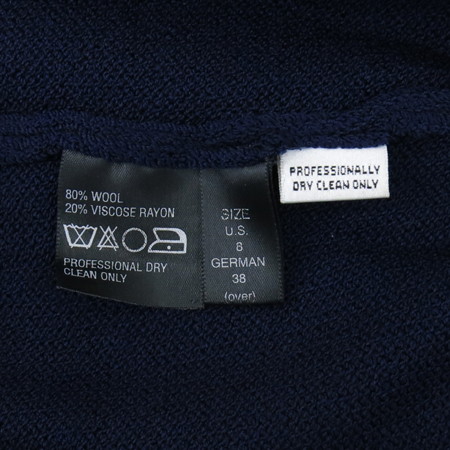 80% WOOL
20% VISCOSE RAYON
PROFESSIONAL DRY
CLEAN ONLY
SIZE
U.S.
8
GERMAN
38
(over)
PROFESSIONALLY
DRY CLEAN ONLY